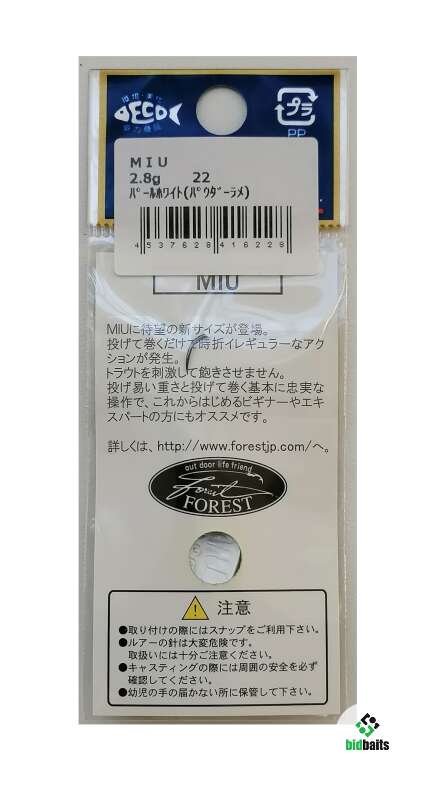 ECO
プラ
PP
MIU
2.8g 22
ﾊﾟｰﾙﾎﾜｲﾄ(ﾊﾟｳﾀﾞｰﾗﾒ)
4537628416228
MIU
MIUに待望の新サイズが登場。
投げて巻くだけで時折イレギュラーなアク
ションが発生。
トラウトを刺激して飽きさせません。
投げ易い重さと投げて巻く基本に忠実な
操作で、これからはじめるビギナーやエキ
スパートの方にもオススメです。
詳しくは、http://www.forestjp.com/へ。
out door life friend
Forest
FOREST
注意
●取り付けの際にはスナップをご利用下さい。
●ルアーの針は大変危険です。
取扱いには十分ご注意ください。
●キャスティングの際には周囲の安全を必ず
確認してください。
●幼児の手の届かない所に保管して下さい。
bidbaits